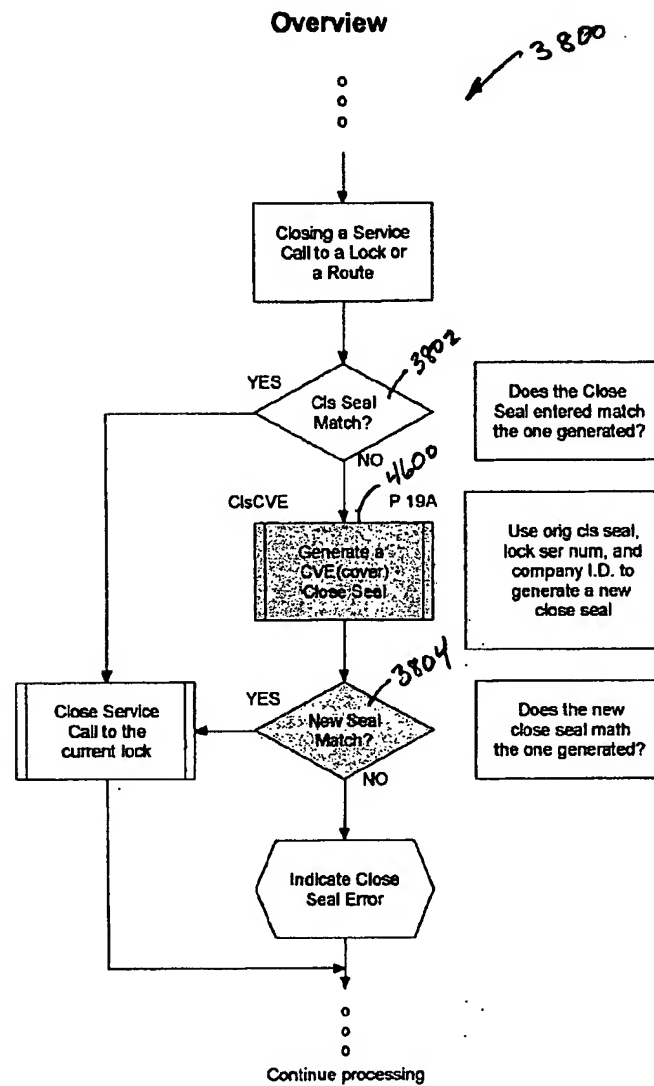 Overview
3800
Closing a Service
Call to a Lock or
a Route
3802
YES
Cls Seal
Match?
NO
Does the Close
Seal entered match
the one generated?
ClsCVE
4600
P 19A
Generate a
CVE(cover)
Close Seal
Use orig cls seal,
lock ser num, and
company I.D. to
generate a new
close seal
3804
YES
New Seal
Match?
NO
Close Service
Call to the
current lock
Does the new
close seal math
the one generated?
Indicate Close
Seal Error
Continue processing